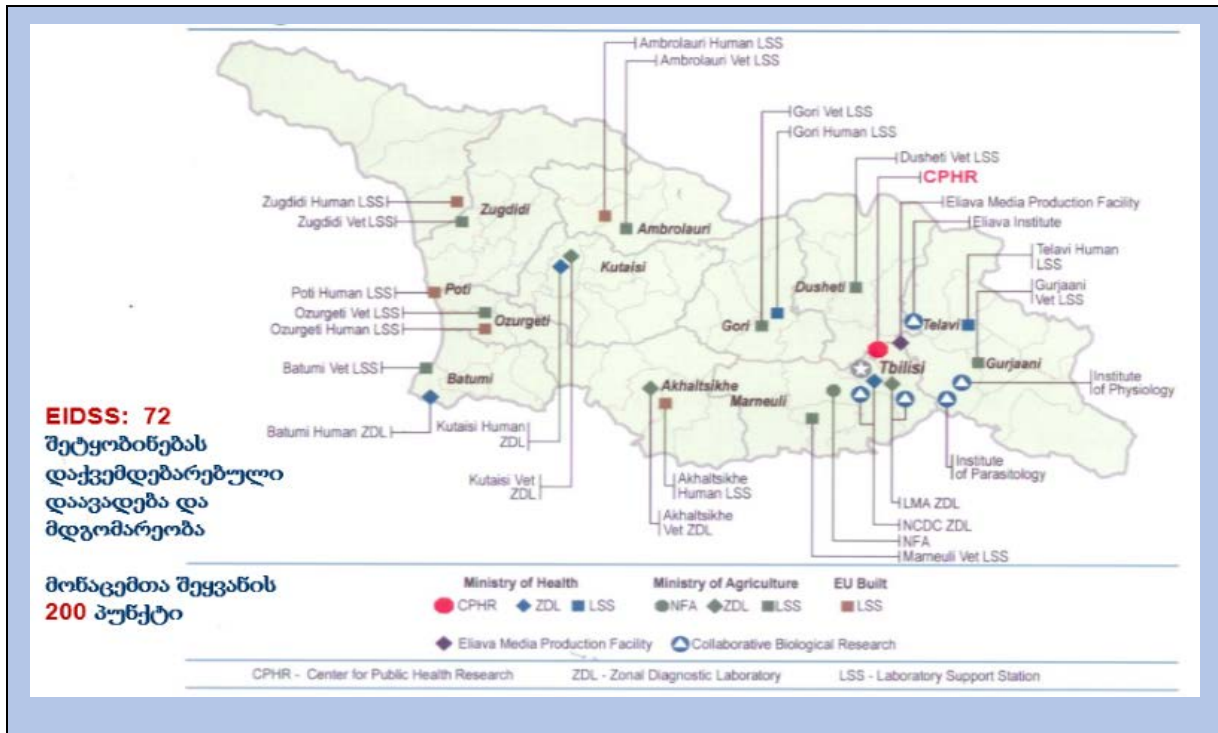 Ambrolauri Human LSS
Ambrolauri Vet LSS
Gori Vet LSS
Gori Human LSS
Dusheti Vet LSS
CPHR
Eliava Media Production Facility
Eliava Institute
Telavi Human
LSS
Gurjaani
Vet LSS
Zugdidi Human LSS
Zugdidi Vet LSS
Zugdidi
Ambrolauri
Kutaisi
Poti Human LSS
Poti
Ozurgeti Vet LSS
Ozurgeti Human LSS
Ozurgeti
Dusheti
Gori
Telavi
Batumi Vet LSS
Batumi
Akhaltsikhe
Marneuli
Tbilisi
Gurjaani
Institute
of Physiology
Batumi Human ZDL
Kutaisi Human
ZDL
Kutaisi Vet
ZDL
Akhaltsikhe
Human LSS
Akhaltsikhe
Vet ZDL
Institute
of Parasitology
LMA ZDL
NCDC ZDL
NFA
Marneuli Vet LSS
EIDSS: 72
შეტყობინებას
დაქვემდებარებული
დაავადება და
მდგომარეობა
მონაცემთა შეყვანის
200 პუნქტი
Ministry of Health
Ministry of Agriculture
EU Built
CPHR ZDL LSS
NFA ZDL LSS
LSS
Eliava Media Production Facility
Collaborative Biological Research
CPHR - Center for Public Health Research
ZDL - Zonal Diagnostic Laboratory
LSS - Laboratory Support Station